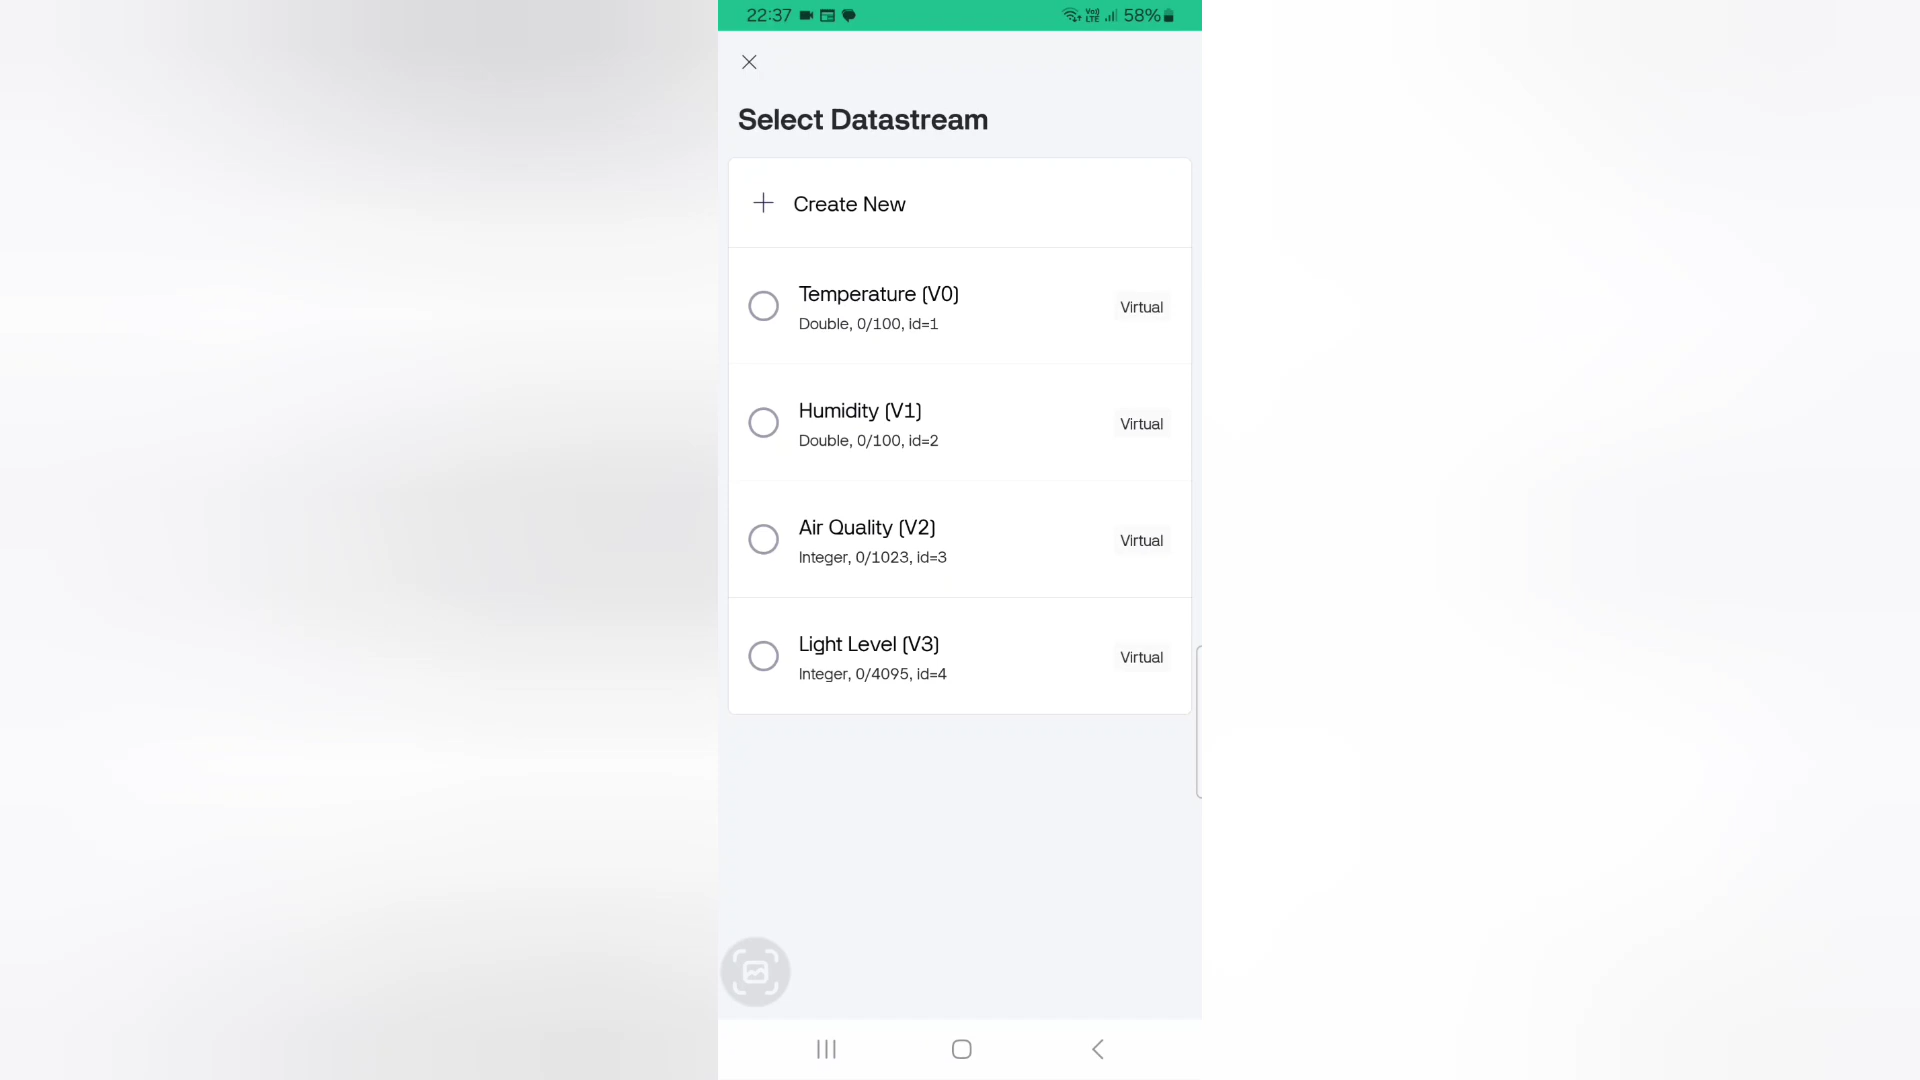 22:37
Vo)) LTE 58%
Select Datastream
Create New
Temperature (V0)
Double, 0/100, id=1
Virtual
Humidity (V1)
Double, 0/100, id=2
Virtual
Air Quality (V2)
Integer, 0/1023, id=3
Virtual
Light Level (V3)
Integer, 0/4095, id=4
Virtual